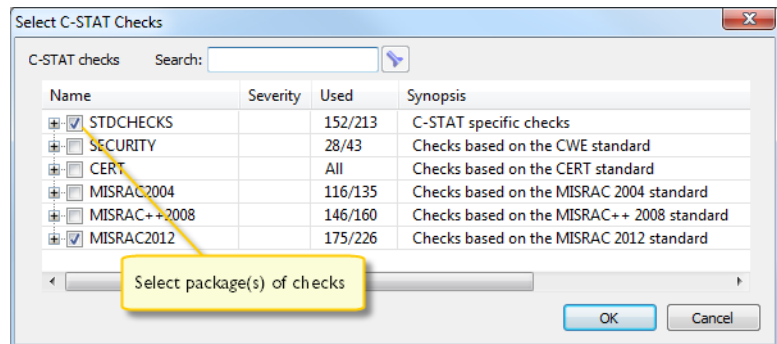 Select C-STAT Checks
C-STAT checks Search:
Name Severity Used Synopsis
STDCHECKS 152/213 C-STAT specific checks
SECURITY 28/43 Checks based on the CWE standard
CERT All Checks based on the CERT standard
MISRAC2004 116/135 Checks based on the MISRAC 2004 standard
MISRAC++2008 146/160 Checks based on the MISRAC++ 2008 standard
MISRAC2012 175/226 Checks based on the MISRAC 2012 standard
Select package(s) of checks
OK Cancel